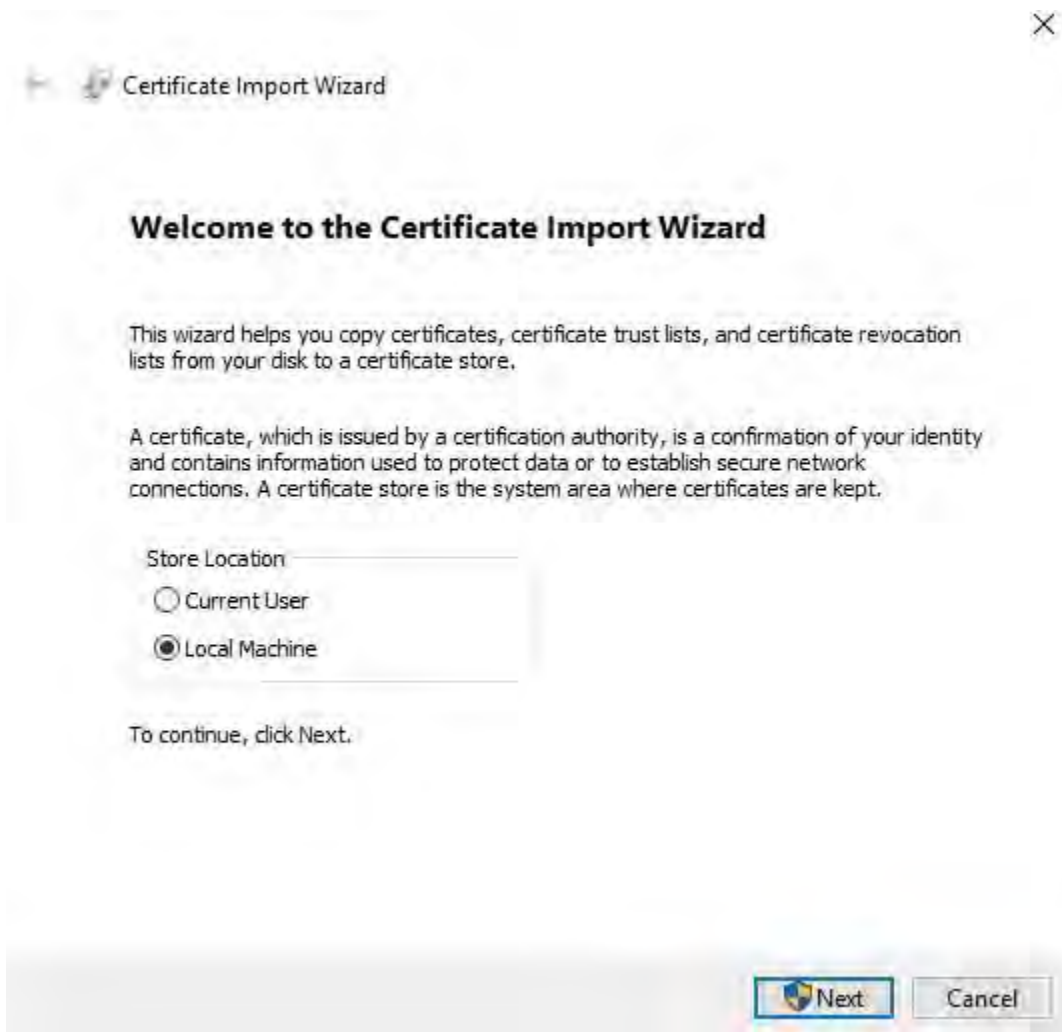 Certificate Import Wizard
Welcome to the Certificate Import Wizard
This wizard helps you copy certificates, certificate trust lists, and certificate revocation
lists from your disk to a certificate store.
A certificate, which is issued by a certification authority, is a confirmation of your identity
and contains information used to protect data or to establish secure network
connections. A certificate store is the system area where certificates are kept.
Store Location
Current User
Local Machine
To continue, click Next.
Next
Cancel